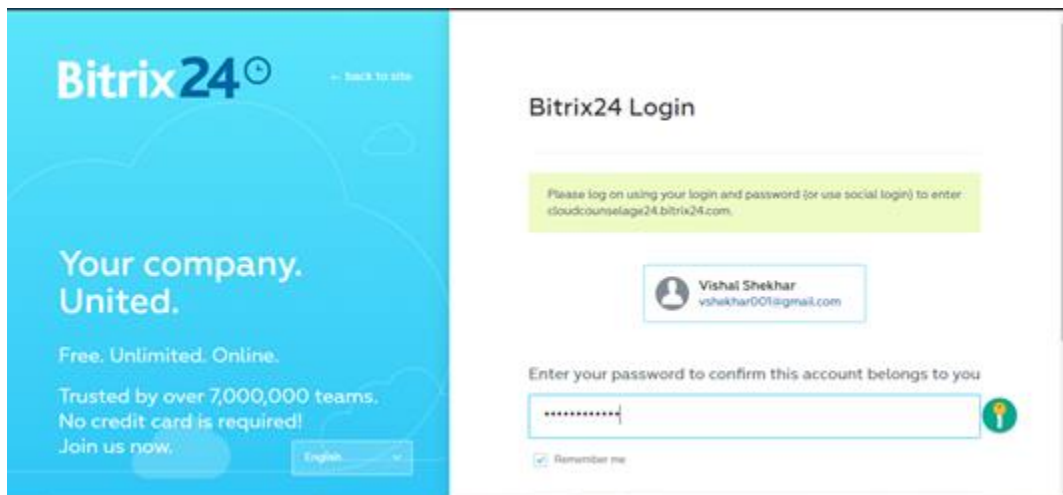 Bitrix24
← back to site
Your company.
United.
Free. Unlimited. Online.
Trusted by over 7,000,000 teams.
No credit card is required!
Join us now.
English
Bitrix24 Login
Please log on using your login and password (or use social login) to enter
cloudcounselage24.bitrix24.com.
Vishal Shekhar
vshekhar001@gmail.com
Enter your password to confirm this account belongs to you
••••••••••••
Remember me